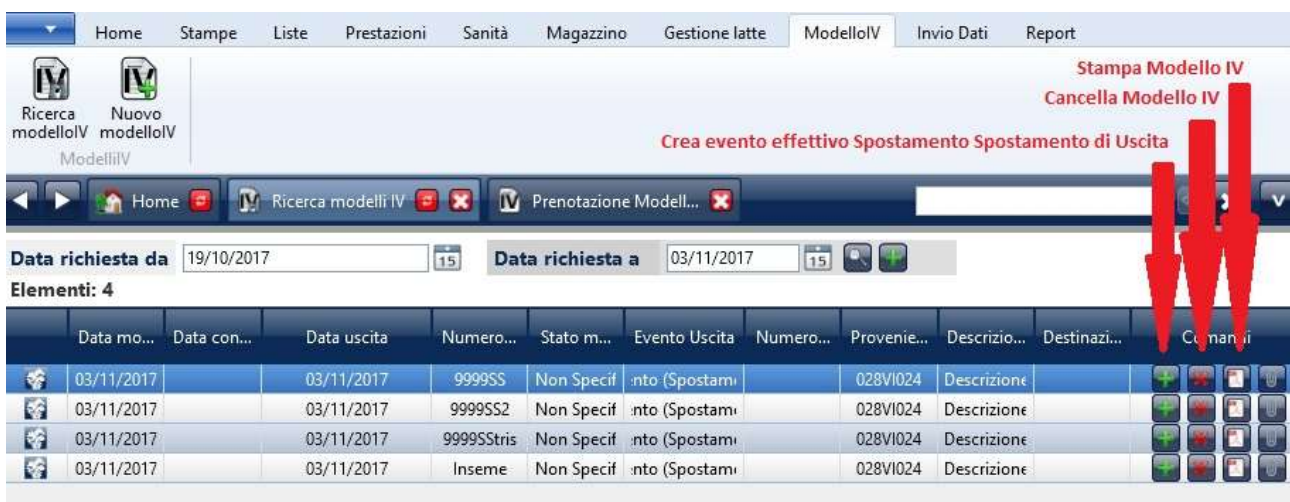 Home Stampe Liste Prestazioni Sanità Magazzino Gestione latte ModelloIV Invio Dati Report
Stampa Modello IV
Cancella Modello IV
Crea evento effettivo Spostamento Spostamento di Uscita
Ricerca modelloIV
Nuovo modelloIV
ModelliIV
Home Ricerca modelli IV Prenotazione Modell...
Data richiesta da 19/10/2017 15 Data richiesta a 03/11/2017 15
Elementi: 4
Data mo... Data con... Data uscita Numero... Stato m... Evento Uscita Numero... Provenie... Descrizio... Destinazi... Comandi
03/11/2017 03/11/2017 9999SS Non Specif nto (Spostam 028VI024 Descrizione
03/11/2017 03/11/2017 9999SS2 Non Specif nto (Spostam 028VI024 Descrizione
03/11/2017 03/11/2017 9999SStris Non Specif nto (Spostam 028VI024 Descrizione
03/11/2017 03/11/2017 Inseme Non Specif nto (Spostam 028VI024 Descrizione